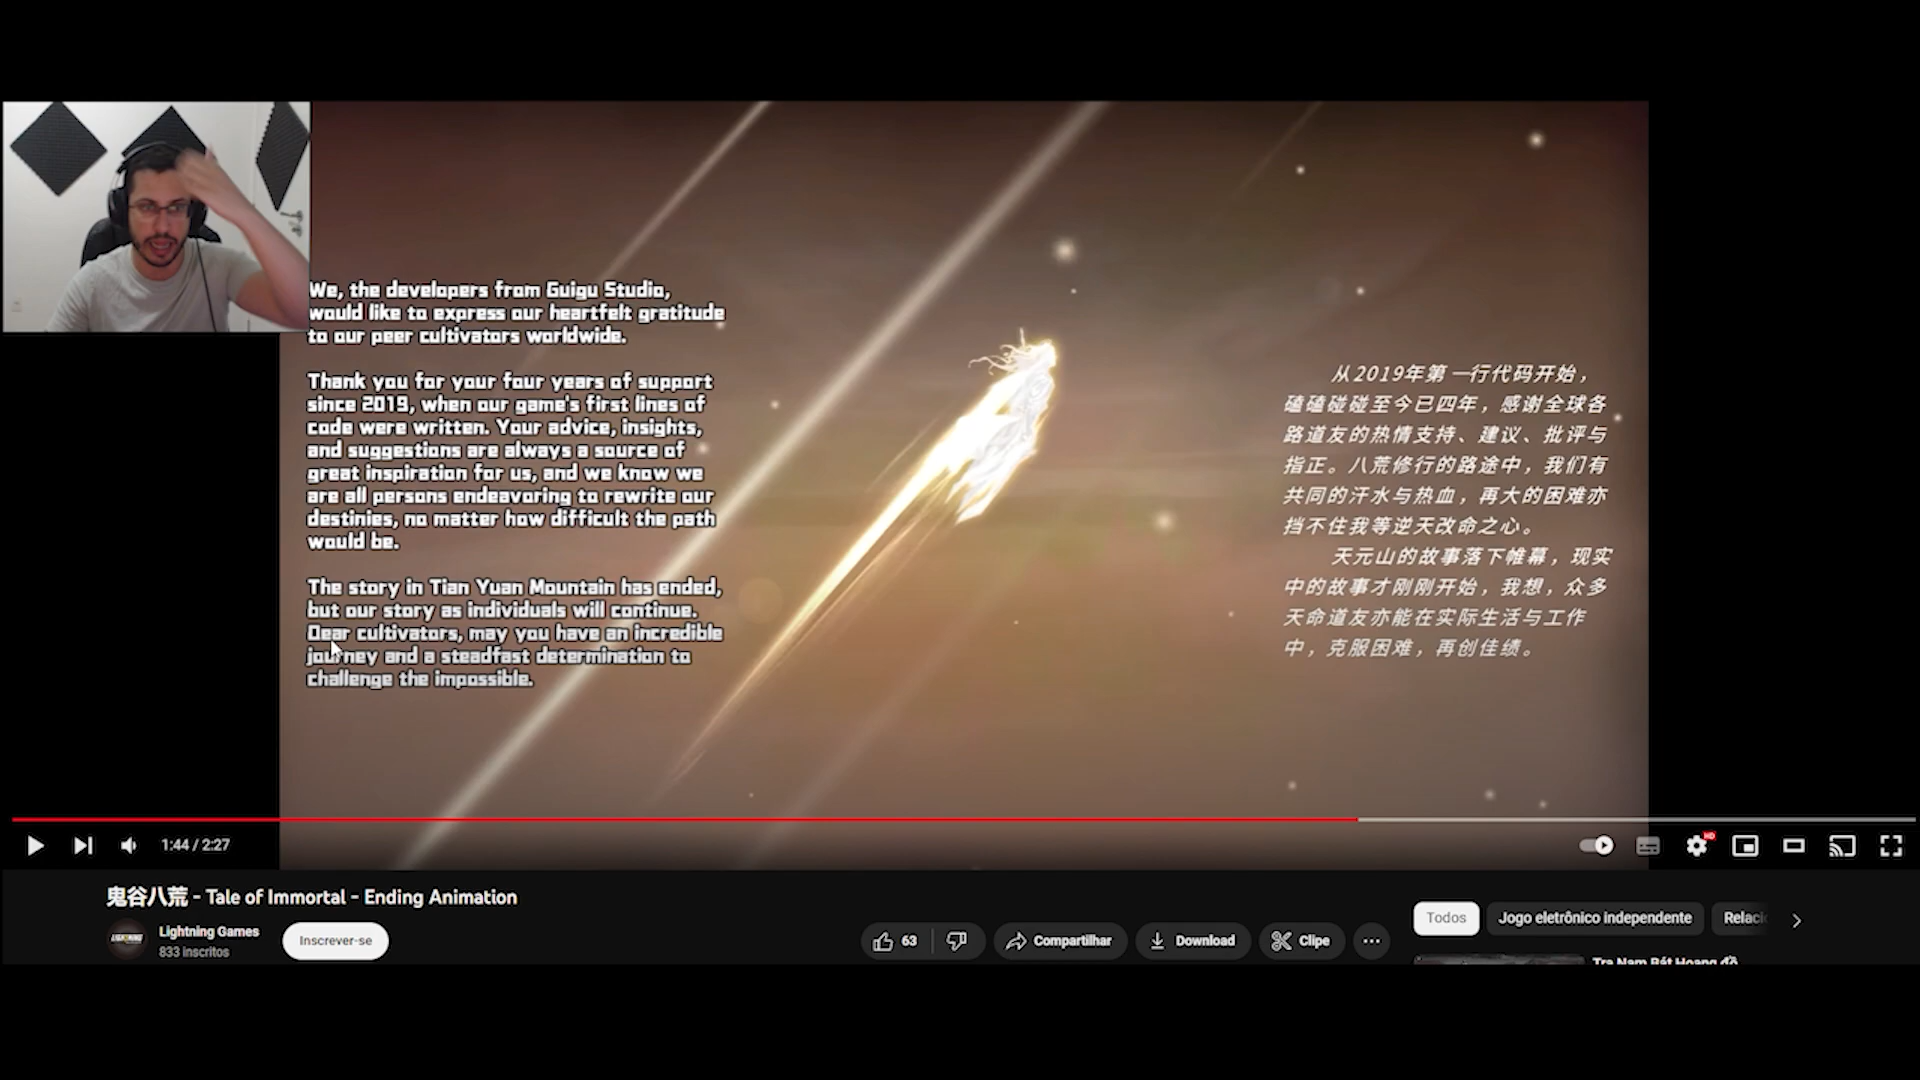 We, the developers from Guigu Studio,
would like to express our heartfelt gratitude
to our peer cultivators worldwide.
Thank you for your four years of support
since 2019, when our game's first lines of
code were written. Your advice, insights,
and suggestions are always a source of
great inspiration for us, and we know we
are all persons endeavoring to rewrite our
destinies, no matter how difficult the path
would be.
The story in Tian Yuan Mountain has ended,
but our story as individuals will continue.
Dear cultivators, may you have an incredible
journey and a steadfast determination to
challenge the impossible.
从2019年第一行代码开始，
磕磕碰碰至今已四年，感谢全球各
路道友的热情支持、建议、批评与
指正。八荒修行的路途中，我们有
共同的汗水与热血，再大的困难亦
挡不住我等逆天改命之心。
天元山的故事落下帷幕，现实
中的故事才刚刚开始，我想，众多
天命道友亦能在实际生活与工作
中，克服困难，再创佳绩。
1:44 / 2:27
HD
鬼谷八荒 - Tale of Immortal - Ending Animation
Lightning Games
833 inscritos
Inscrever-se
63
Compartilhar
Download
Clipe
Todos
Jogo eletrônico independente
Relaci
Tra Nam Bát Hoang đồ